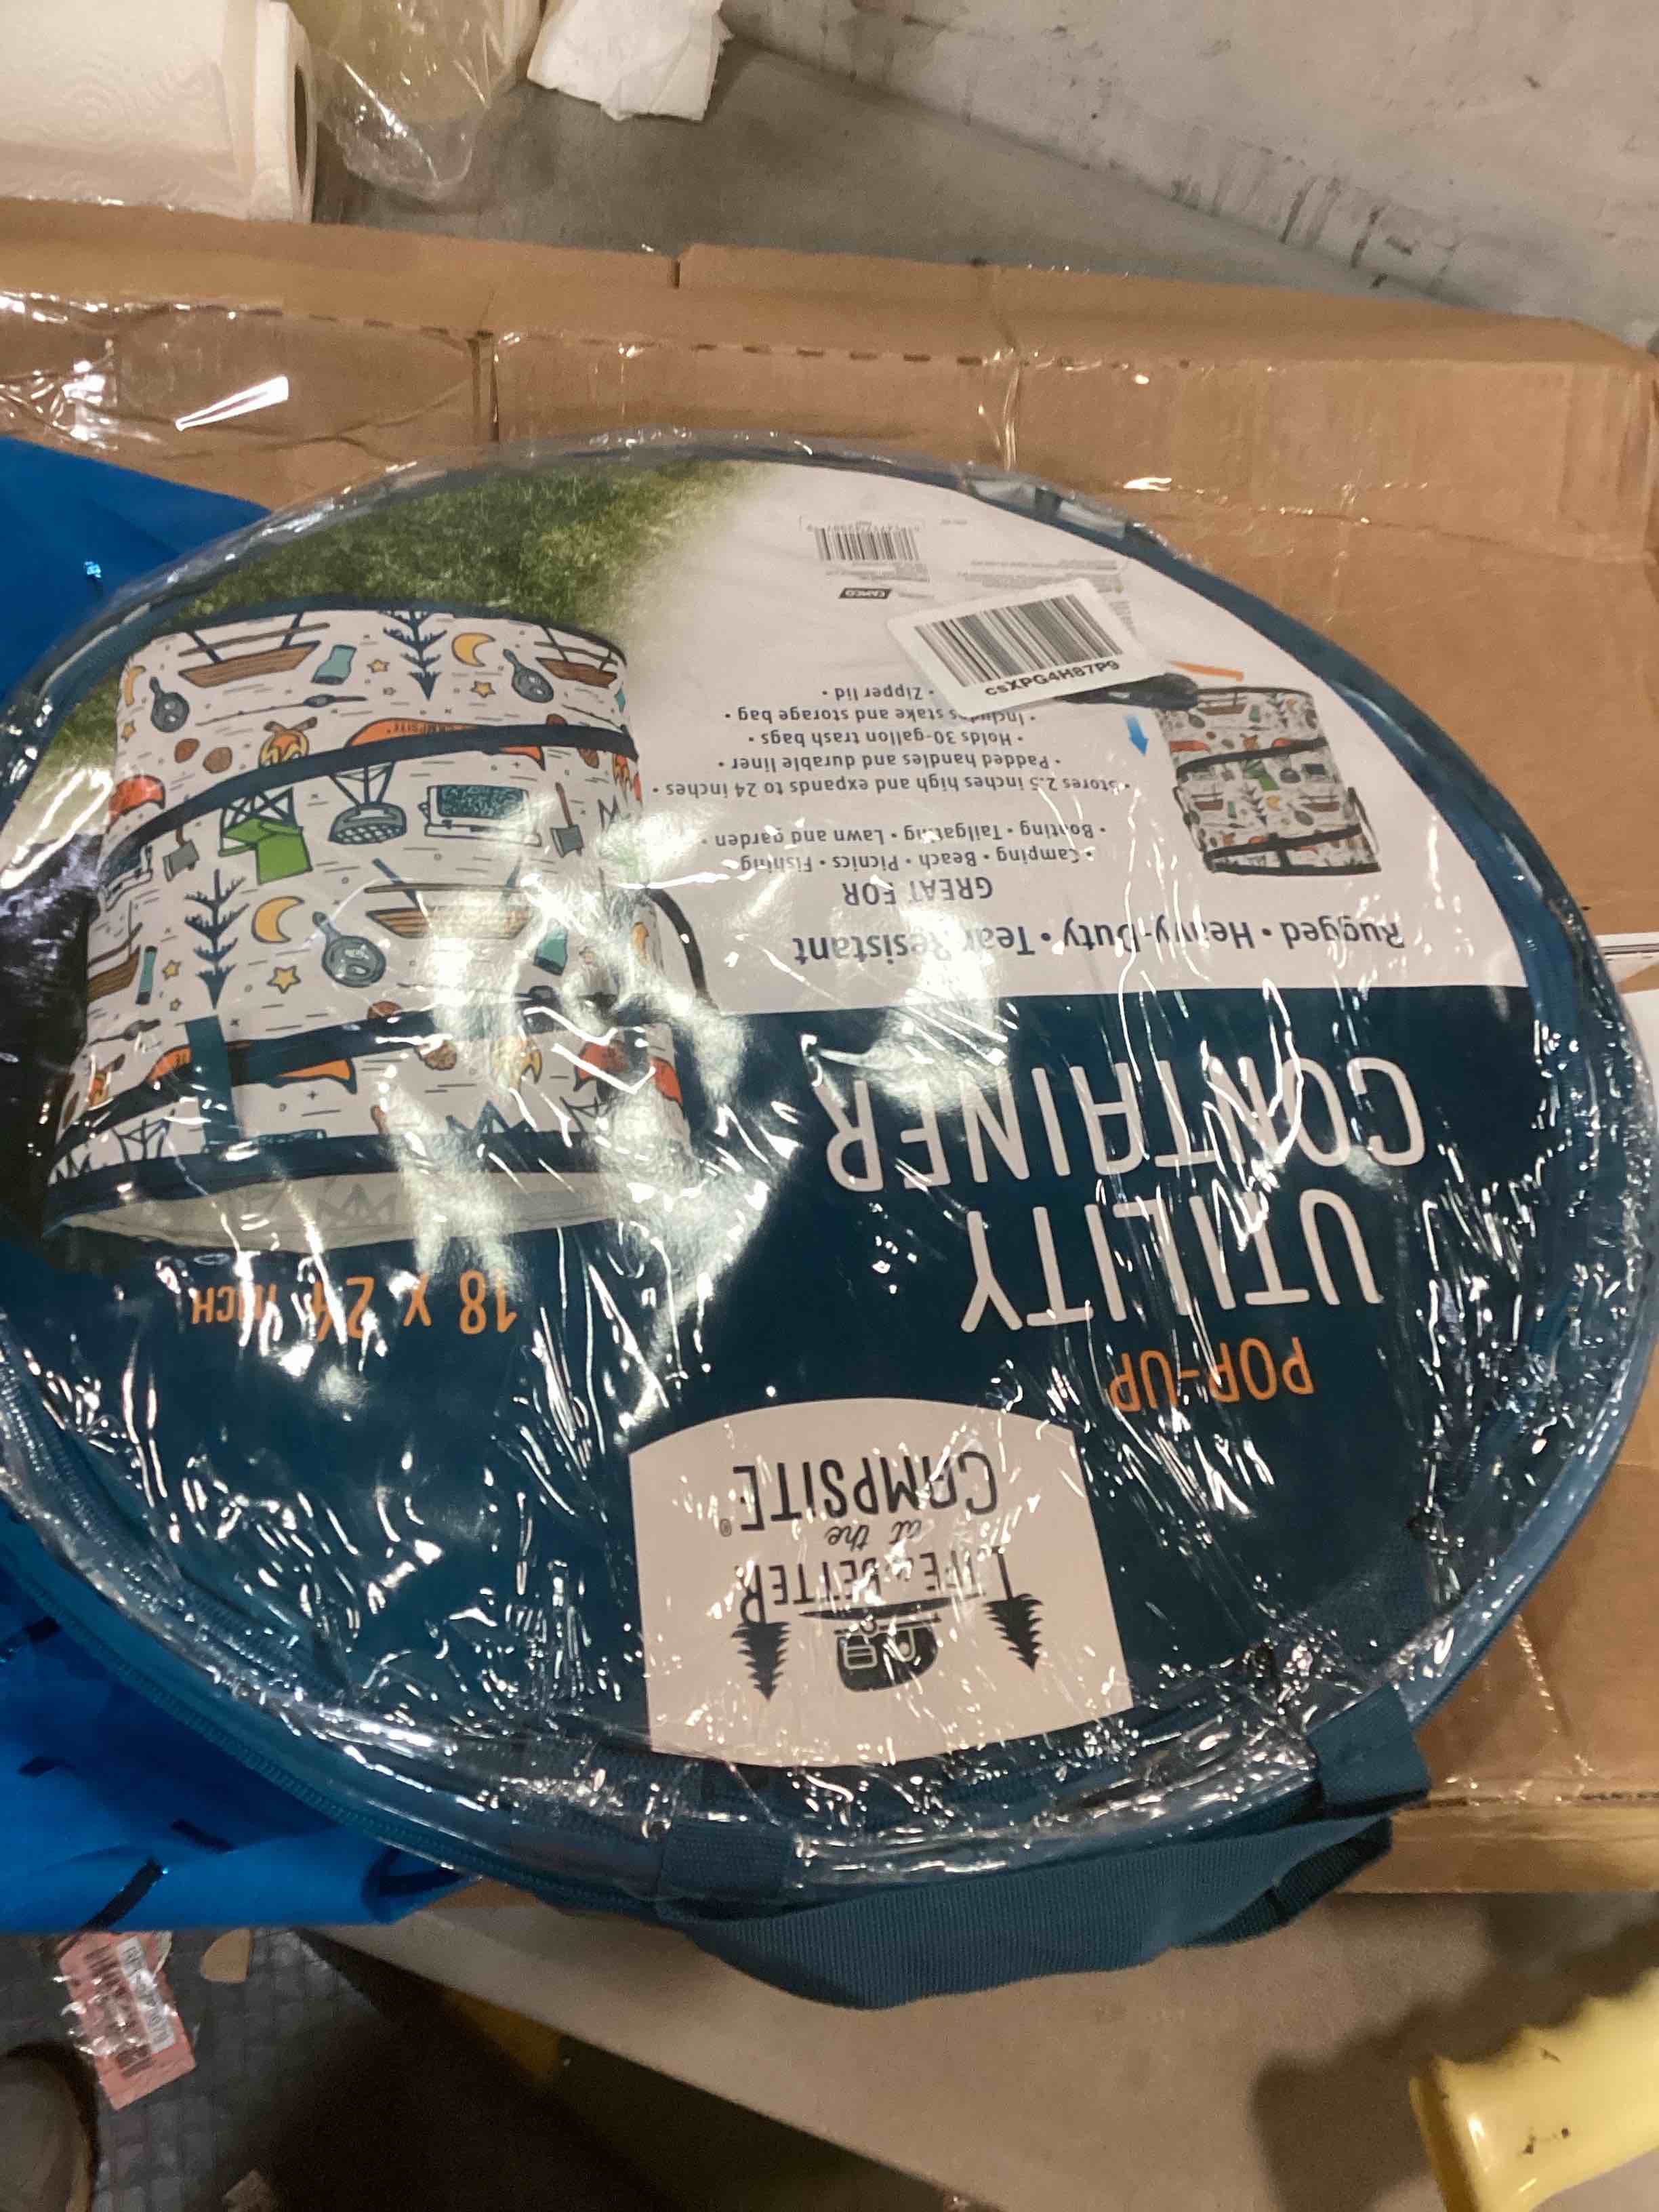 LIFE is BETTER
at the
CAMPSITE®
POP-UP
UTILITY
CONTAINER
18 X 24 INCH
Rugged • Heavy-Duty • Tear Resistant
GREAT FOR
• Camping • Beach • Picnics • Fishing
• Boating • Tailgating • Lawn and garden •
• Stores 2.5 inches high and expands to 24 inches •
• Padded handles and durable liner •
• Holds 30-gallon trash bags •
• Includes stake and storage bag •
• Zipper lid •
csXPG4H87P9
CAMCO